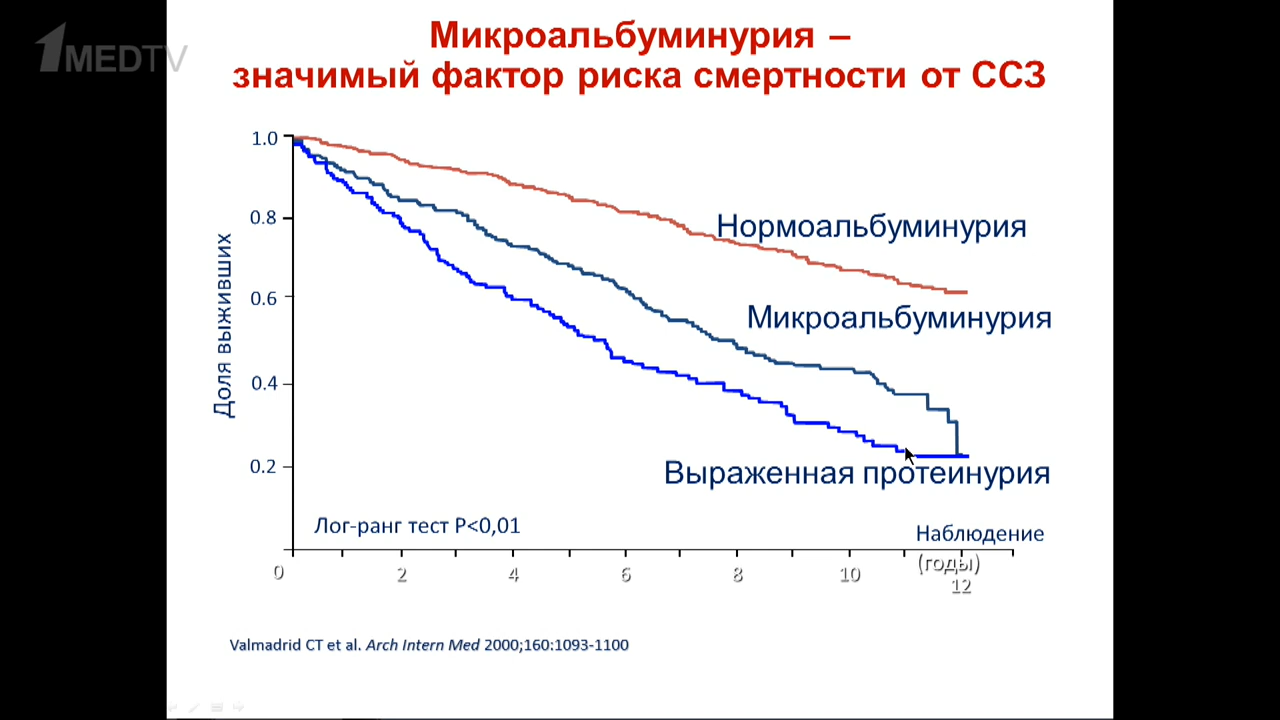 1MEDTV
Микроальбуминурия –
значимый фактор риска смертности от ССЗ
1.0
0.8
0.6
0.4
0.2
Доля выживших
Нормоальбуминурия
Микроальбуминурия
Выраженная протеинурия
Лог-ранг тест P<0,01
Наблюдение
(годы)
0 2 4 6 8 10 12
Valmadrid CT et al. Arch Intern Med 2000;160:1093-1100